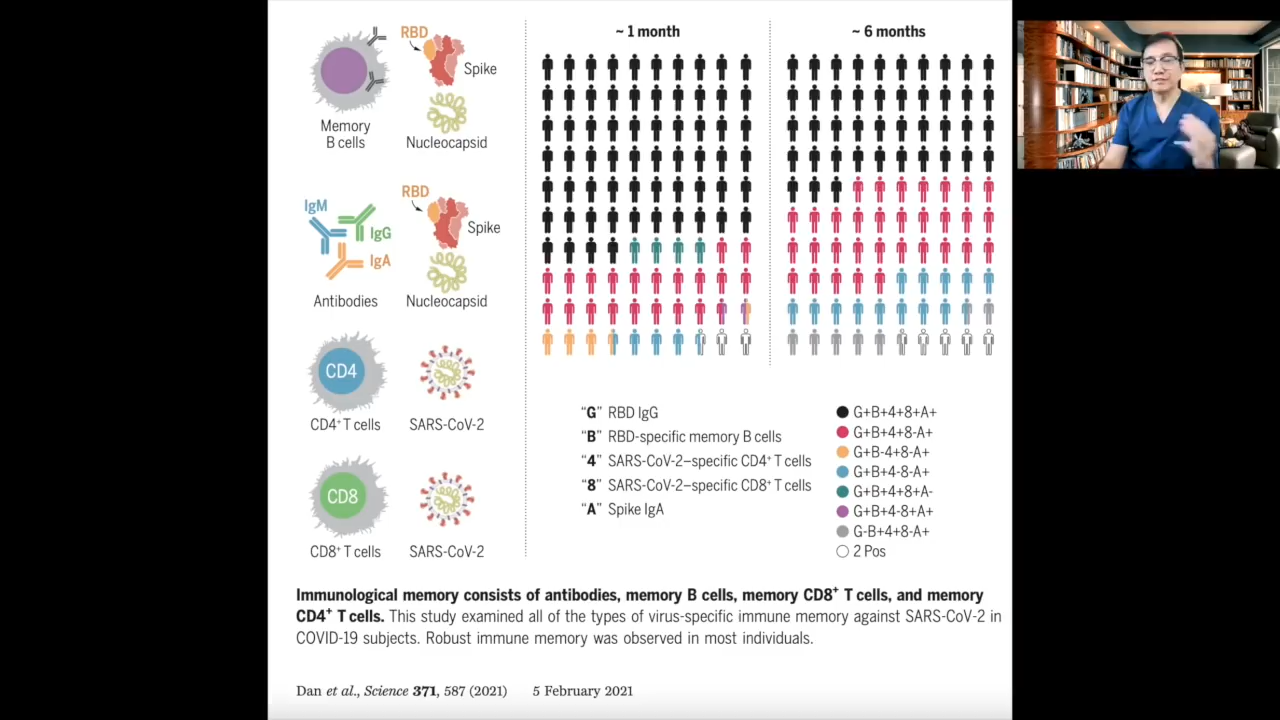 ~ 1 month
~ 6 months
RBD
Spike
Memory
B cells
Nucleocapsid
RBD
IgM
Spike
IgG
IgA
Antibodies
Nucleocapsid
CD4
CD4+ T cells
SARS-CoV-2
CD8
CD8+ T cells
SARS-CoV-2
“G” RBD IgG
“B” RBD-specific memory B cells
“4” SARS-CoV-2–specific CD4+ T cells
“8” SARS-CoV-2–specific CD8+ T cells
“A” Spike IgA
G+B+4+8+A+
G+B+4+8-A+
G+B-4+8-A+
G+B+4-8-A+
G+B+4+8+A-
G+B+4-8+A+
G-B+4+8-A+
2 Pos
Immunological memory consists of antibodies, memory B cells, memory CD8+ T cells, and memory
CD4+ T cells. This study examined all of the types of virus-specific immune memory against SARS-CoV-2 in
COVID-19 subjects. Robust immune memory was observed in most individuals.
Dan et al., Science 371, 587 (2021) 5 February 2021